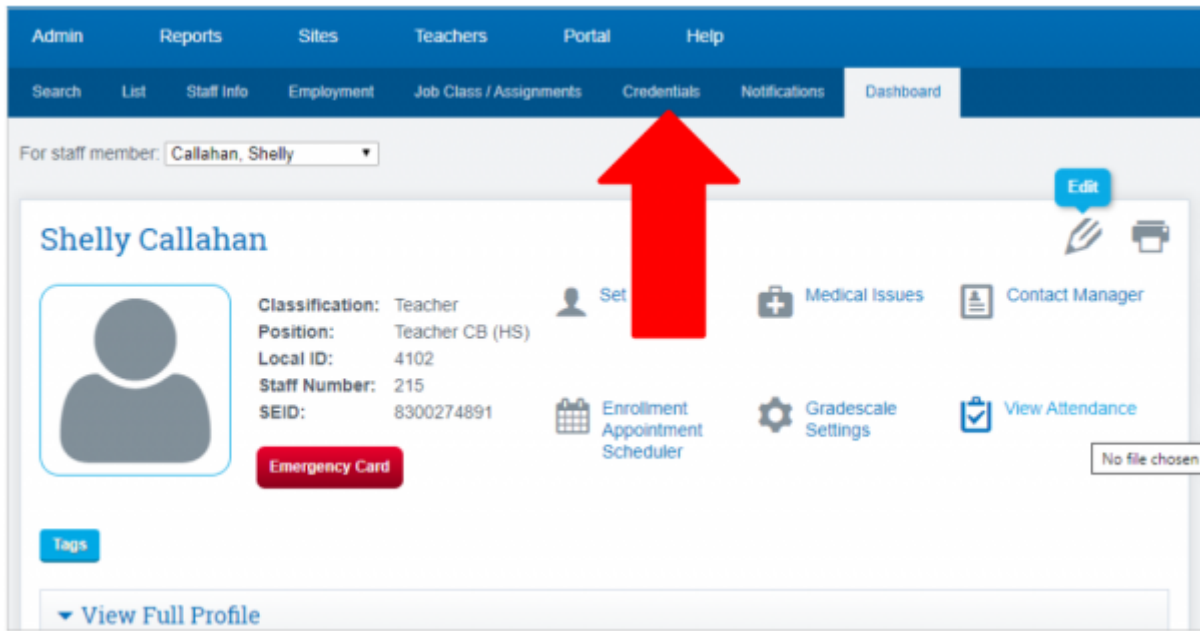 Admin Reports Sites Teachers Portal Help
Search List Staff Info Employment Job Class / Assignments Credentials Notifications Dashboard
For staff member: Callahan, Shelly
Edit
Shelly Callahan
Classification: Teacher
Position: Teacher CB (HS)
Local ID: 4102
Staff Number: 215
SEID: 8300274891
Emergency Card
Set
Medical Issues
Contact Manager
Enrollment
Appointment
Scheduler
Gradescale
Settings
View Attendance
No file chosen
Tags
View Full Profile